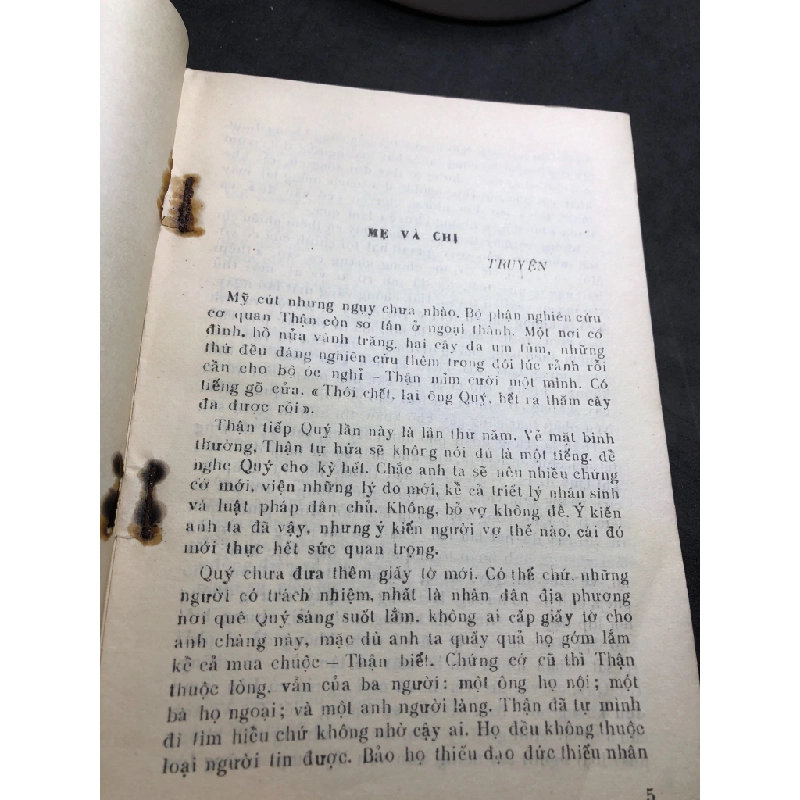 MẸ VÀ CHỊ
TRUYỆN
Mỹ cút nhưng ngụy chưa nhào. Bộ phận nghiên cứu
cơ quan Thận còn sơ tán ở ngoại thành. Một nơi cố
định, hồ nửa vành trăng, hai cây đa um tùm, những
thứ đều đáng nghiên cứu thêm trong đôi lúc rảnh rỗi
cần cho bộ óc nghỉ – Thận mỉm cười một mình. Có
tiếng gõ cửa. « Thôi chết, lại ông Quý, hết ra thăm cây
đa được rồi ».
Thận tiếp Quý lần này là lần thứ năm. Vẻ mặt bình
thường, Thận tự hứa sẽ không nói dù là một tiếng, để
nghe Quý cho kỳ hết. Chắc anh ta sẽ nêu nhiều chứng
cớ mới, viện những lý do mới, kể cả triết lý nhân sinh
và luật pháp dân chủ. Không, bỏ vợ không dễ. Ý kiến
anh ta đã vậy, nhưng ý kiến người vợ thế nào, cái đó
mới thực hết sức quan trọng.
Quý chưa đưa thêm giấy tờ mới. Có thể chứ, những
người có trách nhiệm, nhất là nhân dân địa phương
nơi quê Quý sáng suốt lắm, không ai cấp giấy tờ cho
anh chàng này, mặc dù anh ta quấy quả họ gớm lắm
kể cả mua chuộc – Thận biết. Chứng cớ cũ thì Thận
thuộc lòng, vẫn của ba người: một ông họ nội; một
bà họ ngoại; và một anh người làng. Thận đã tự mình
đi tìm hiểu chứ không nhờ cậy ai. Họ đều không thuộc
loại người tin được. Bảo họ thiếu đạo đức thiếu nhân
5